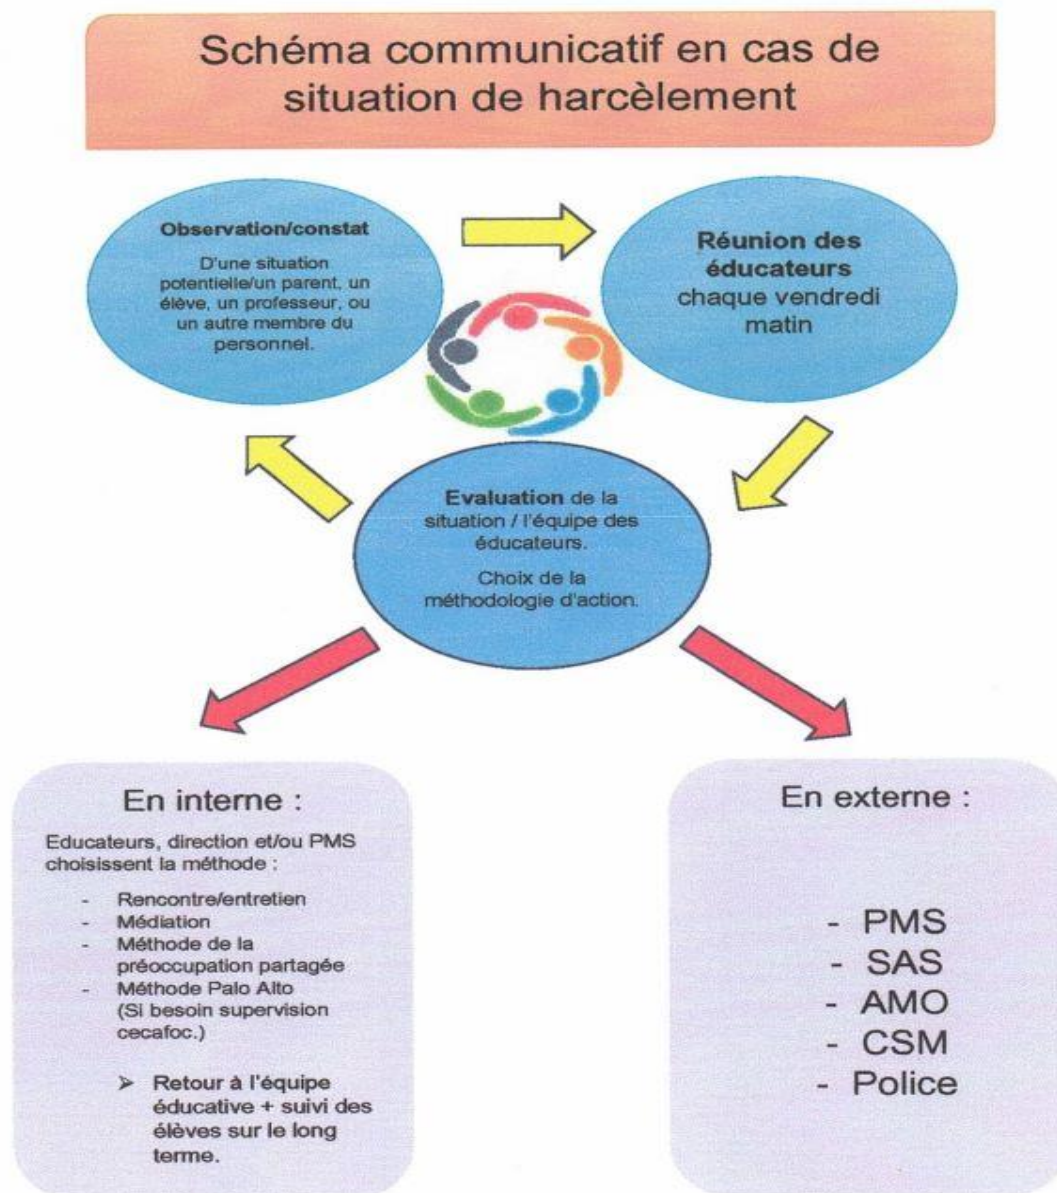 Schéma communicatif en cas de
situation de harcèlement
Observation/constat
D'une situation
potentielle/un parent, un
élève, un professeur, ou
un autre membre du
personnel.
Réunion des
éducateurs
chaque vendredi
matin
Evaluation de la
situation / l'équipe des
éducateurs.
Choix de la
méthodologie d'action.
En interne :
Educateurs, direction et/ou PMS
choisissent la méthode :
- Rencontre/entretien
- Médiation
- Méthode de la
préoccupation partagée
- Méthode Palo Alto
(Si besoin supervision
cecafoc.)
➢ Retour à l'équipe
éducative + suivi des
élèves sur le long
terme.
En externe :
- PMS
- SAS
- AMO
- CSM
- Police